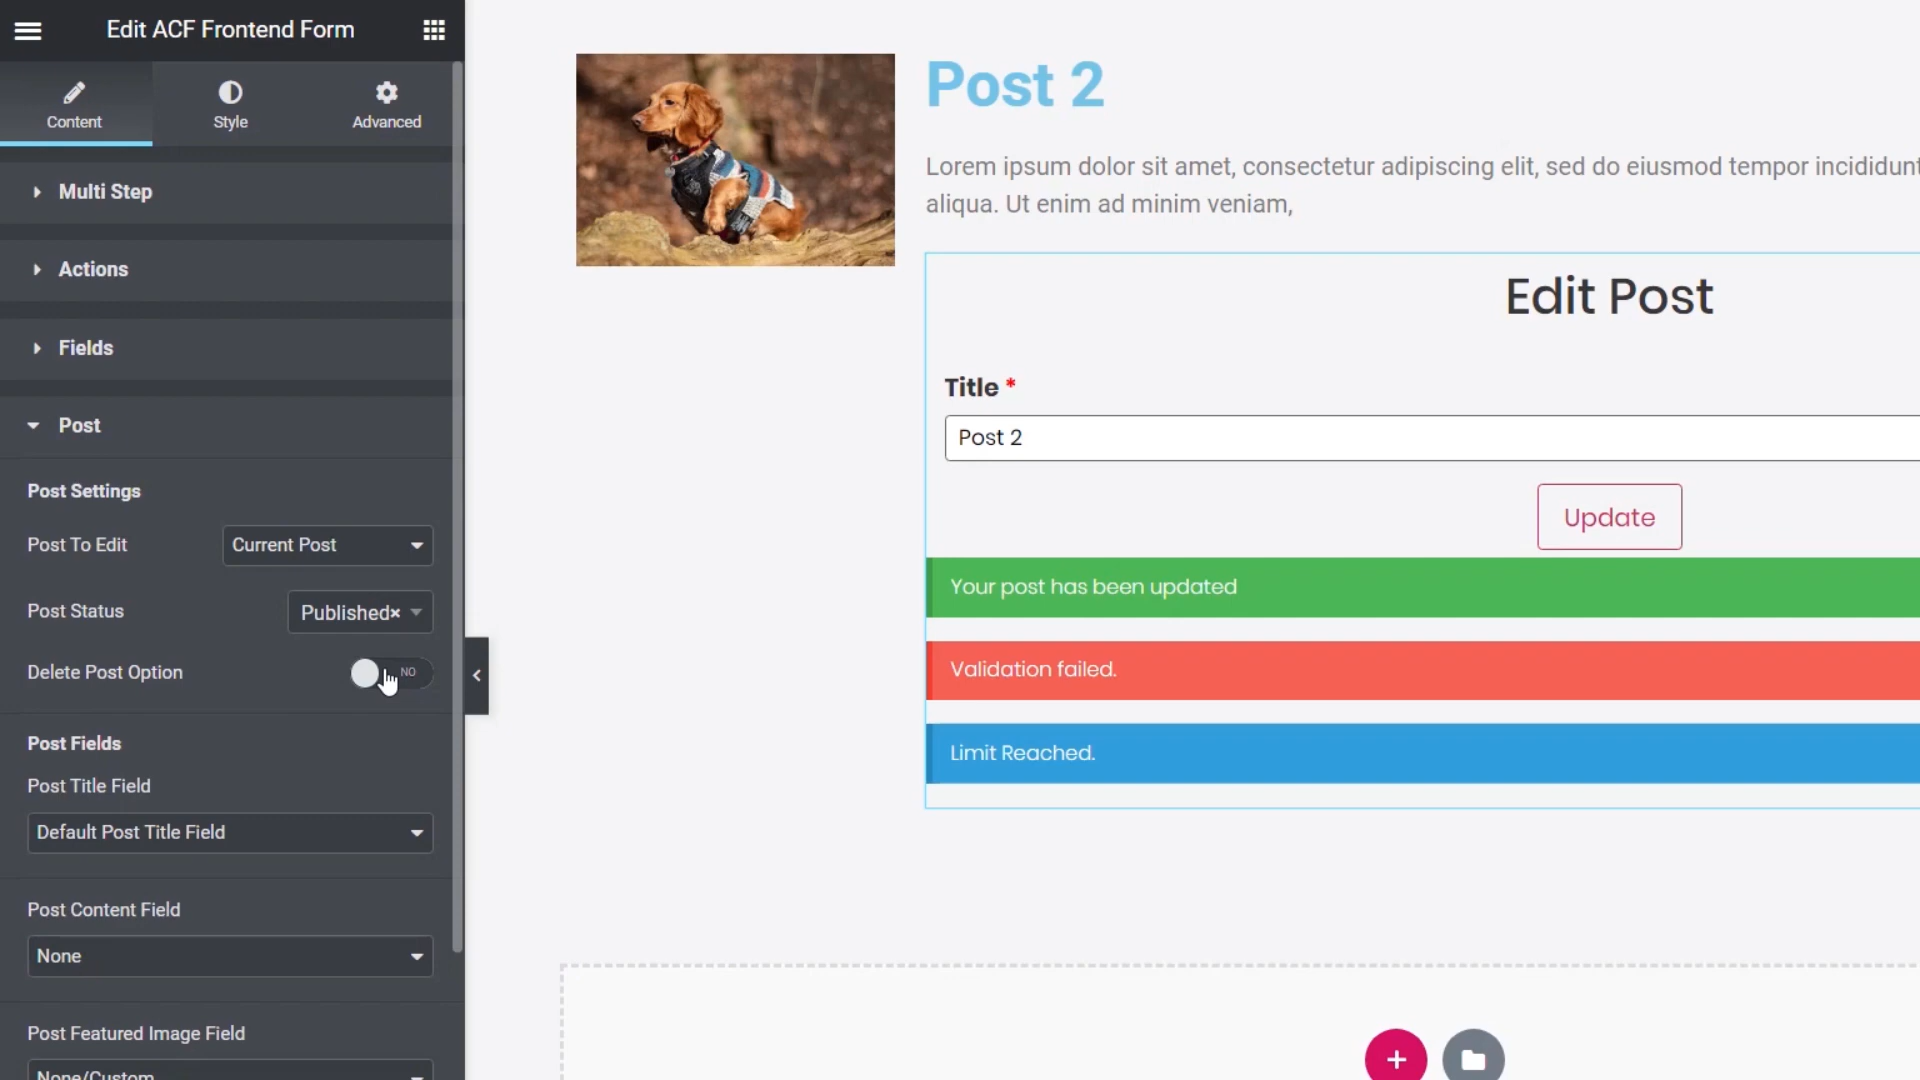 Edit ACF Frontend Form
Content
Style
Advanced
Multi Step
Actions
Fields
Post
Post Settings
Post To Edit
Current Post
Post Status
Published×
Delete Post Option
NO
Post Fields
Post Title Field
Default Post Title Field
Post Content Field
None
Post Featured Image Field
None/Custom
Post 2
Lorem ipsum dolor sit amet, consectetur adipiscing elit, sed do eiusmod tempor incididunt
aliqua. Ut enim ad minim veniam,
Edit Post
Title *
Post 2
Update
Your post has been updated
Validation failed.
Limit Reached.